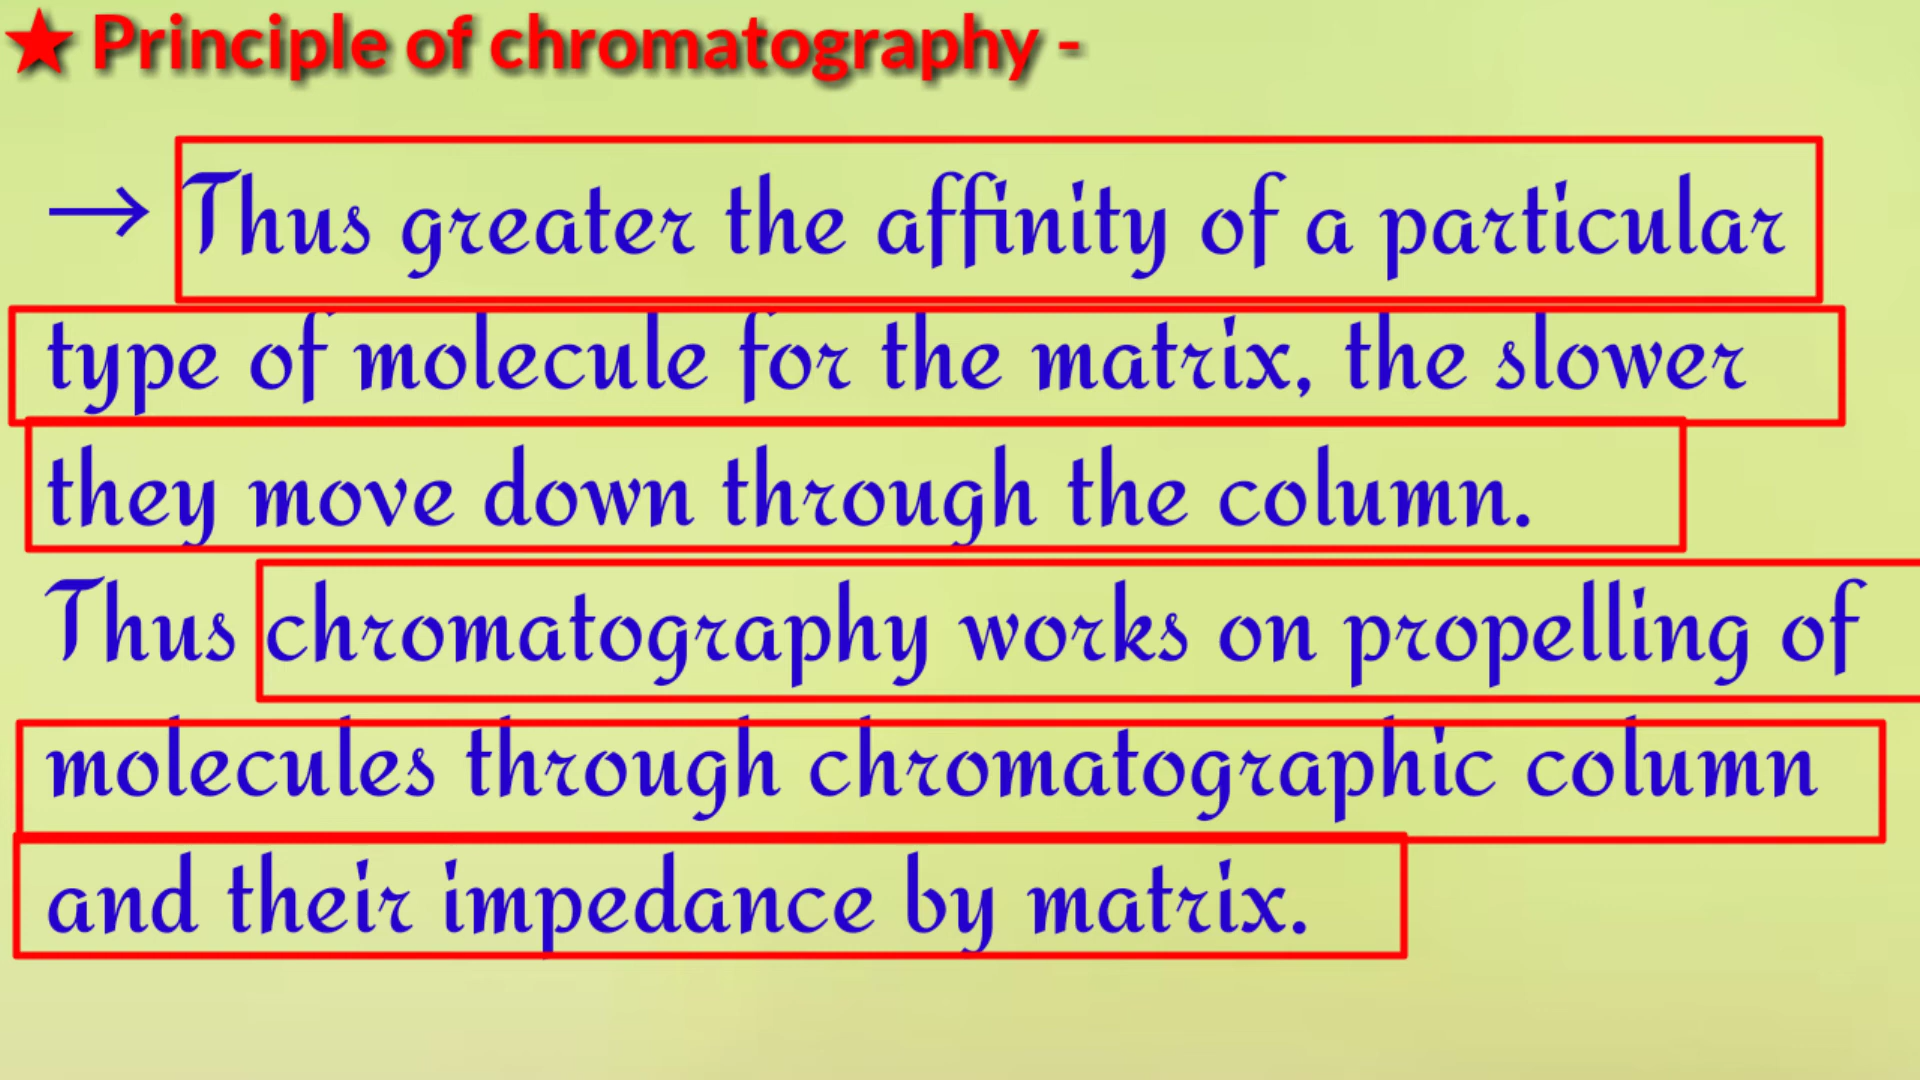 ★ Principle of chromatography -
→ Thus greater the affinity of a particular
type of molecule for the matrix, the slower
they move down through the column.
Thus chromatography works on propelling of
molecules through chromatographic column
and their impedance by matrix.